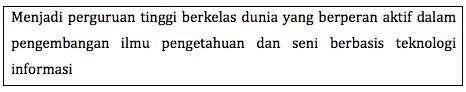 Menjadi perguruan tinggi berkelas dunia yang berperan aktif dalam
pengembangan ilmu pengetahuan dan seni berbasis teknologi
informasi